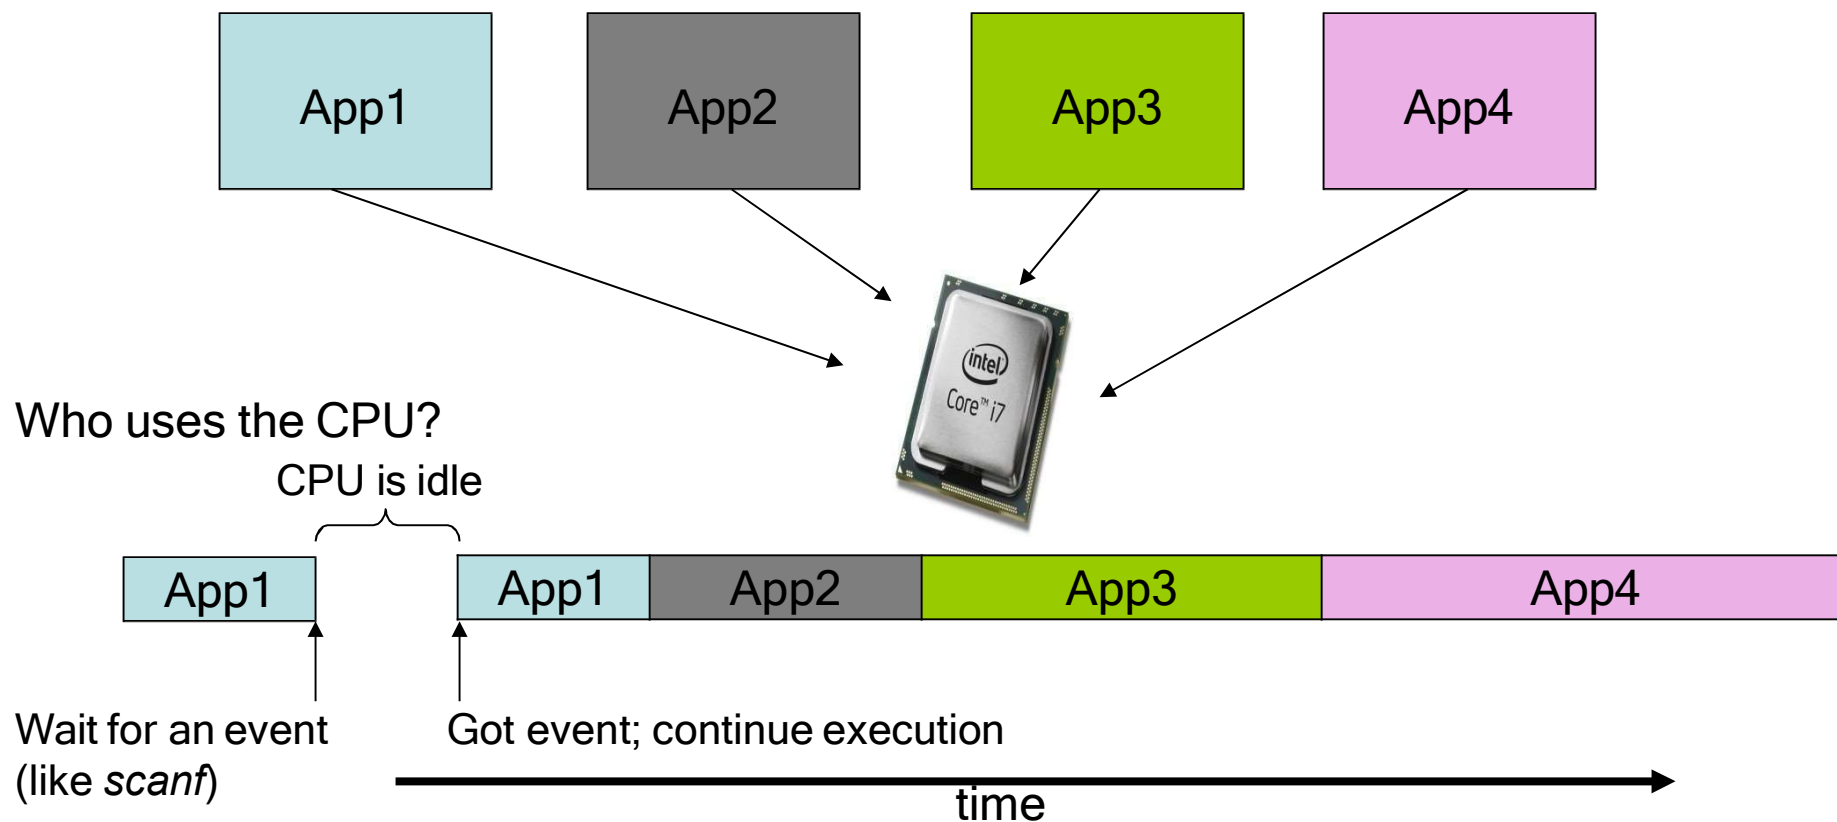 App1
App2
App3
App4
intel
Core™ i7
Who uses the CPU?
CPU is idle
App1
App1
App2
App3
App4
Wait for an event
(like scanf)
Got event; continue execution
time